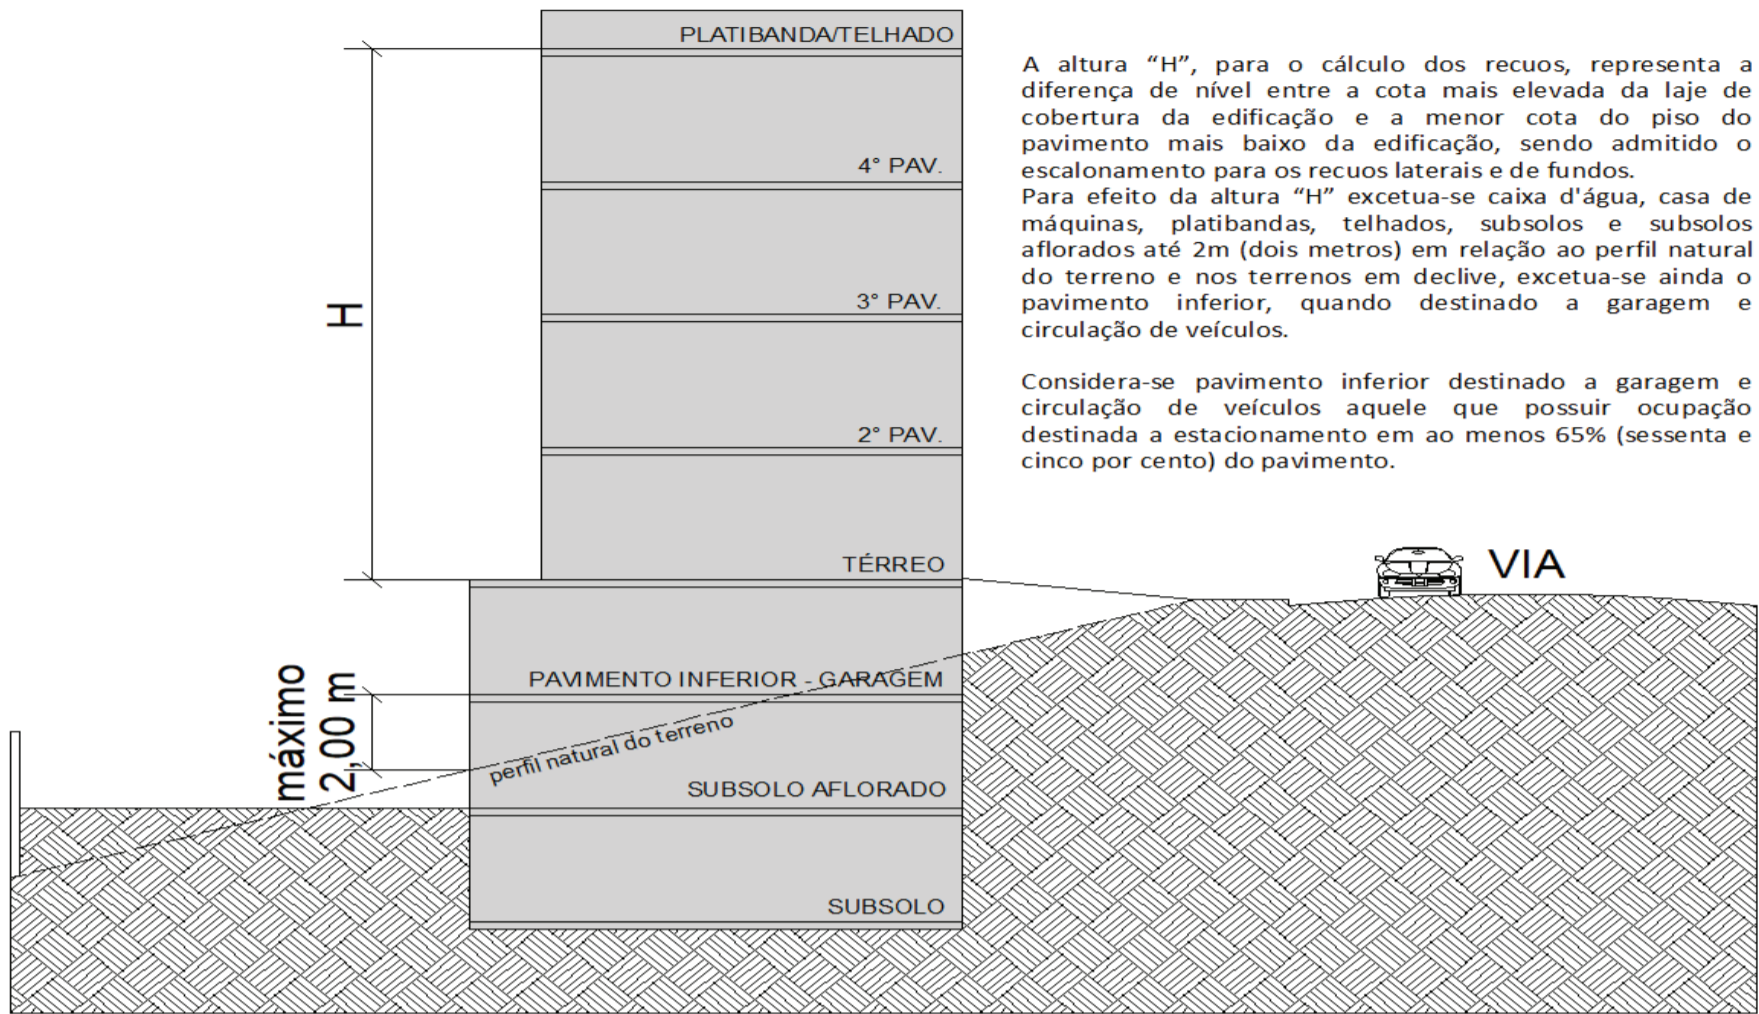 PLATIBANDA/TELHADO
4° PAV.
3° PAV.
2° PAV.
TÉRREO
PAVIMENTO INFERIOR - GARAGEM
SUBSOLO AFLORADO
SUBSOLO
H
máximo
2,00 m
perfil natural do terreno
A altura “H”, para o cálculo dos recuos, representa a
diferença de nível entre a cota mais elevada da laje de
cobertura da edificação e a menor cota do piso do
pavimento mais baixo da edificação, sendo admitido o
escalonamento para os recuos laterais e de fundos.
Para efeito da altura “H” excetua-se caixa d'água, casa de
máquinas, platibandas, telhados, subsolos e subsolos
aflorados até 2m (dois metros) em relação ao perfil natural
do terreno e nos terrenos em declive, excetua-se ainda o
pavimento inferior, quando destinado a garagem e
circulação de veículos.
Considera-se pavimento inferior destinado a garagem e
circulação de veículos aquele que possuir ocupação
destinada a estacionamento em ao menos 65% (sessenta e
cinco por cento) do pavimento.
VIA